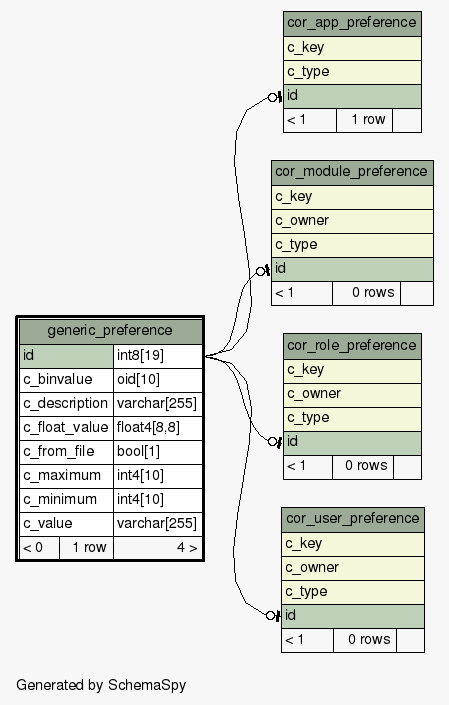 cor_app_preference
c_key
c_type
id
< 1 1 row
cor_module_preference
c_key
c_owner
c_type
id
< 1 0 rows
generic_preference
id int8[19]
c_binvalue oid[10]
c_description varchar[255]
c_float_value float4[8,8]
c_from_file bool[1]
c_maximum int4[10]
c_minimum int4[10]
c_value varchar[255]
< 0 1 row 4 >
cor_role_preference
c_key
c_owner
c_type
id
< 1 0 rows
cor_user_preference
c_key
c_owner
c_type
id
< 1 0 rows
Generated by SchemaSpy